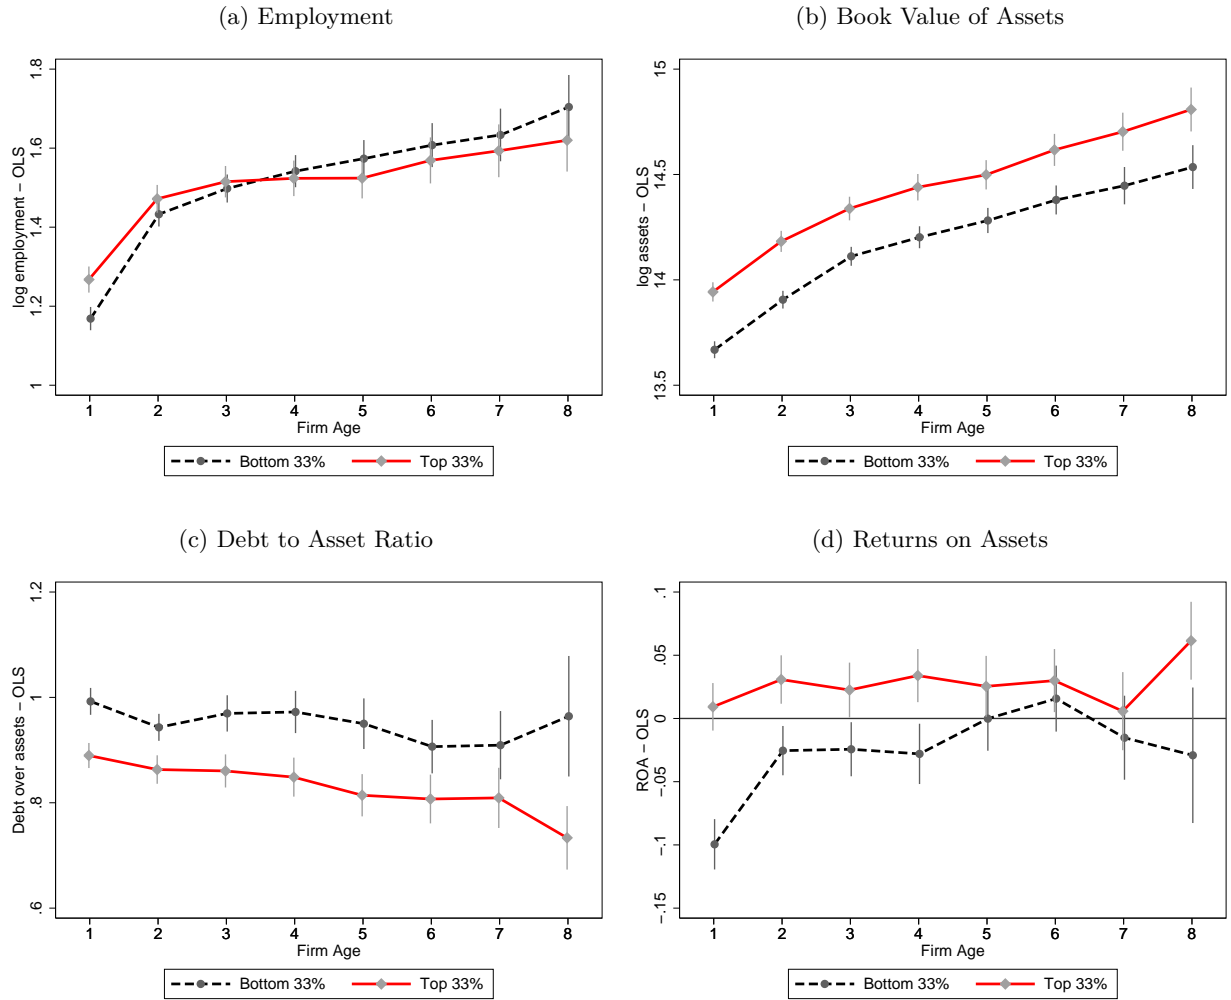 (a) Employment
log employment − OLS
1 1.2 1.4 1.6 1.8
1 2 3 4 5 6 7 8
Firm Age
Bottom 33% Top 33%
(b) Book Value of Assets
log assets − OLS
13.5 14 14.5 15
1 2 3 4 5 6 7 8
Firm Age
Bottom 33% Top 33%
(c) Debt to Asset Ratio
Debt over assets − OLS
.6 .8 1 1.2
1 2 3 4 5 6 7 8
Firm Age
Bottom 33% Top 33%
(d) Returns on Assets
ROA − OLS
−.15 −.1 −.05 0 .05 .1
1 2 3 4 5 6 7 8
Firm Age
Bottom 33% Top 33%